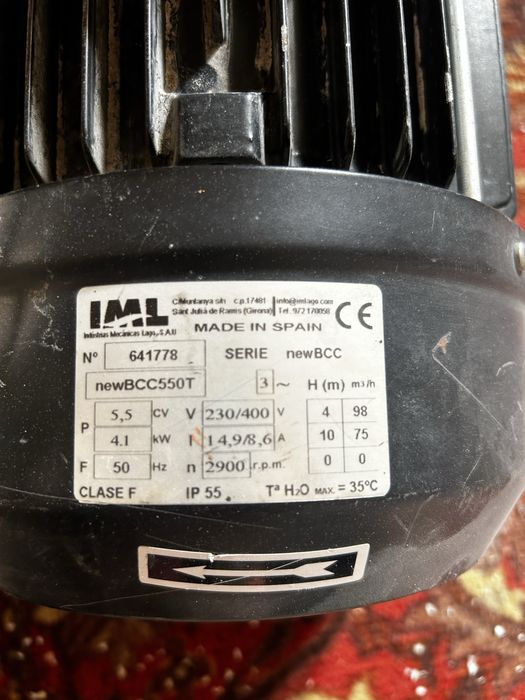 IML
C/Muntanya s/n c.p.17481 info@imlago.com
Sant Julià de Ramis (Girona) Tel. 972 170058
Indústrias Mecánicas Lago, S.A.U
MADE IN SPAIN CE
Nº 641778 SERIE newBCC
newBCC550T 3 ~ H (m) m³/h
P 5,5 CV V 230/400 V 4 98
4.1 kW I 14,9/8,6 A 10 75
F 50 Hz n 2900 r.p.m. 0 0
CLASE F IP 55. Tª H₂O MAX. = 35ºC